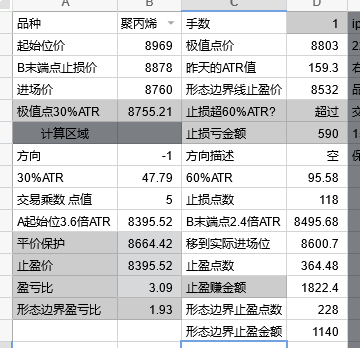 品种 聚丙烯 手数 1
起始位价 8969 极值点价 8803
B末端点止损价 8878 昨天的ATR值 159.3
进场价 8760 形态边界线止盈价 8532
极值点30%ATR 8755.21 止损超60%ATR? 超过
计算区域 止损亏金额 590
方向 -1 方向描述 空
30%ATR 47.79 60%ATR 95.58
交易乘数 点值 5 止损点数 118
A起始位3.6倍ATR 8395.52 B末端点2.4倍ATR 8495.68
平价保护 8664.42 移到实际进场位 8600.7
止盈价 8395.52 止盈点数 364.48
盈亏比 3.09 止盈赚金额 1822.4
形态边界盈亏比 1.93 形态边界止盈点数 228
形态边界止盈金额 1140